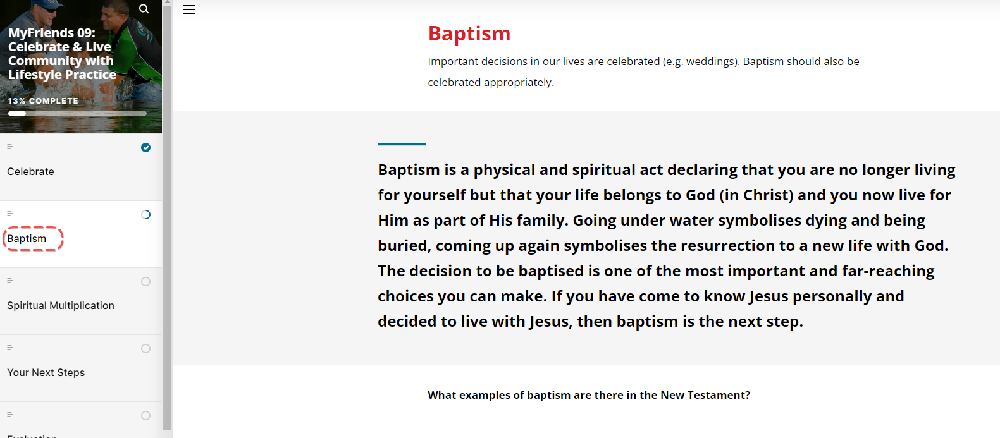 MyFriends 09:
Celebrate & Live
Community with
Lifestyle Practice
13% COMPLETE
Celebrate
Baptism
Spiritual Multiplication
Your Next Steps
Baptism
Important decisions in our lives are celebrated (e.g. weddings). Baptism should also be
celebrated appropriately.
Baptism is a physical and spiritual act declaring that you are no longer living
for yourself but that your life belongs to God (in Christ) and you now live for
Him as part of His family. Going under water symbolises dying and being
buried, coming up again symbolises the resurrection to a new life with God.
The decision to be baptised is one of the most important and far-reaching
choices you can make. If you have come to know Jesus personally and
decided to live with Jesus, then baptism is the next step.
What examples of baptism are there in the New Testament?